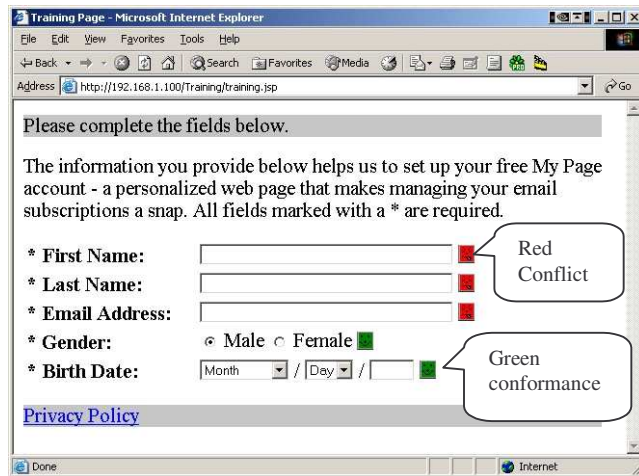 Training Page - Microsoft Internet Explorer
File Edit View Favorites Tools Help
Back Search Favorites Media
Address http://192.168.1.100/Training/training.jsp Go
Please complete the fields below.
The information you provide below helps us to set up your free My Page
account - a personalized web page that makes managing your email
subscriptions a snap. All fields marked with a * are required.
* First Name:
Red
Conflict
* Last Name:
* Email Address:
* Gender: Male Female
* Birth Date: Month / Day /
Green
conformance
Privacy Policy
Done Internet